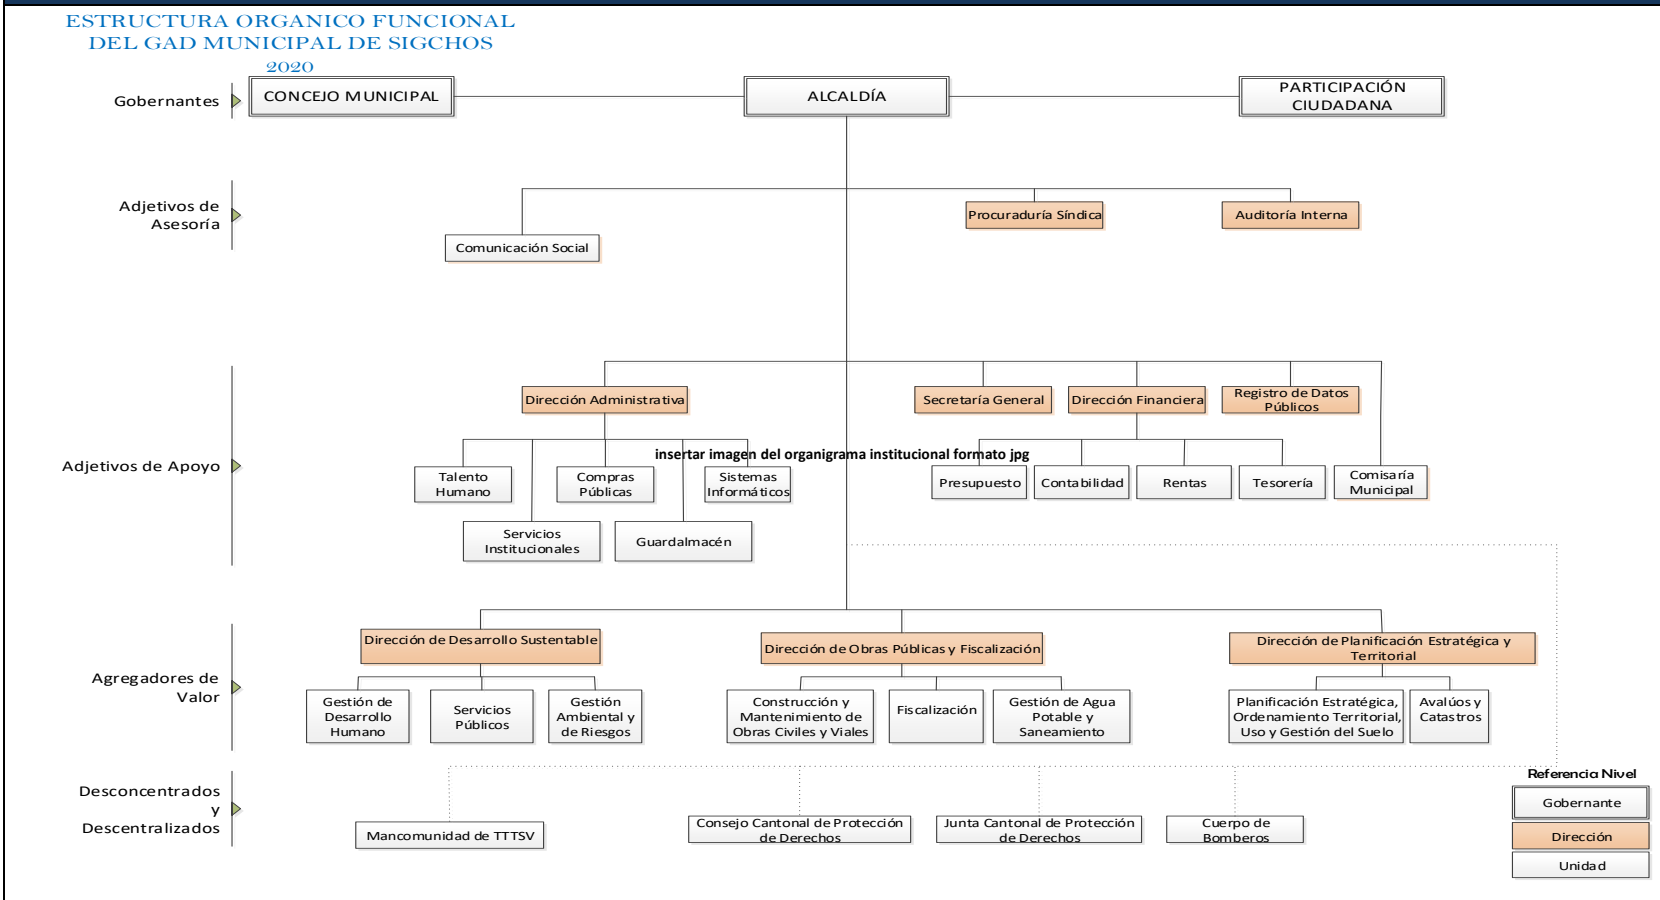 ESTRUCTURA ORGANICO FUNCIONAL
DEL GAD MUNICIPAL DE SIGCHOS
2020
Gobernantes
CONCEJO MUNICIPAL
ALCALDÍA
PARTICIPACIÓN
CIUDADANA
Adjetivos de
Asesoría
Procuraduría Síndica
Auditoría Interna
Comunicación Social
Adjetivos de Apoyo
Dirección Administrativa
Secretaría General
Dirección Financiera
Registro de Datos
Públicos
insertar imagen del organigrama institucional formato jpg
Talento
Humano
Compras
Públicas
Sistemas
Informáticos
Presupuesto
Contabilidad
Rentas
Tesorería
Comisaría
Municipal
Servicios
Institucionales
Guardalmacén
Agregadores de
Valor
Dirección de Desarrollo Sustentable
Dirección de Obras Públicas y Fiscalización
Dirección de Planificación Estratégica y
Territorial
Gestión de
Desarrollo
Humano
Servicios
Públicos
Gestión
Ambiental y
de Riesgos
Construcción y
Mantenimiento de
Obras Civiles y Viales
Fiscalización
Gestión de Agua
Potable y
Saneamiento
Planificación Estratégica,
Ordenamiento Territorial,
Uso y Gestión del Suelo
Avalúos y
Catastros
Desconcentrados
y
Descentralizados
Mancomunidad de TTTSV
Consejo Cantonal de Protección
de Derechos
Junta Cantonal de Protección
de Derechos
Cuerpo de
Bomberos
Referencia Nivel
Gobernante
Dirección
Unidad